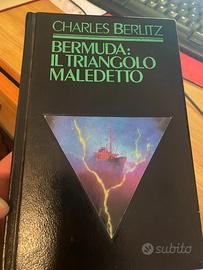 CHARLES BERLITZ
BERMUDA:
IL TRIANGOLO
MALEDETTO
subito